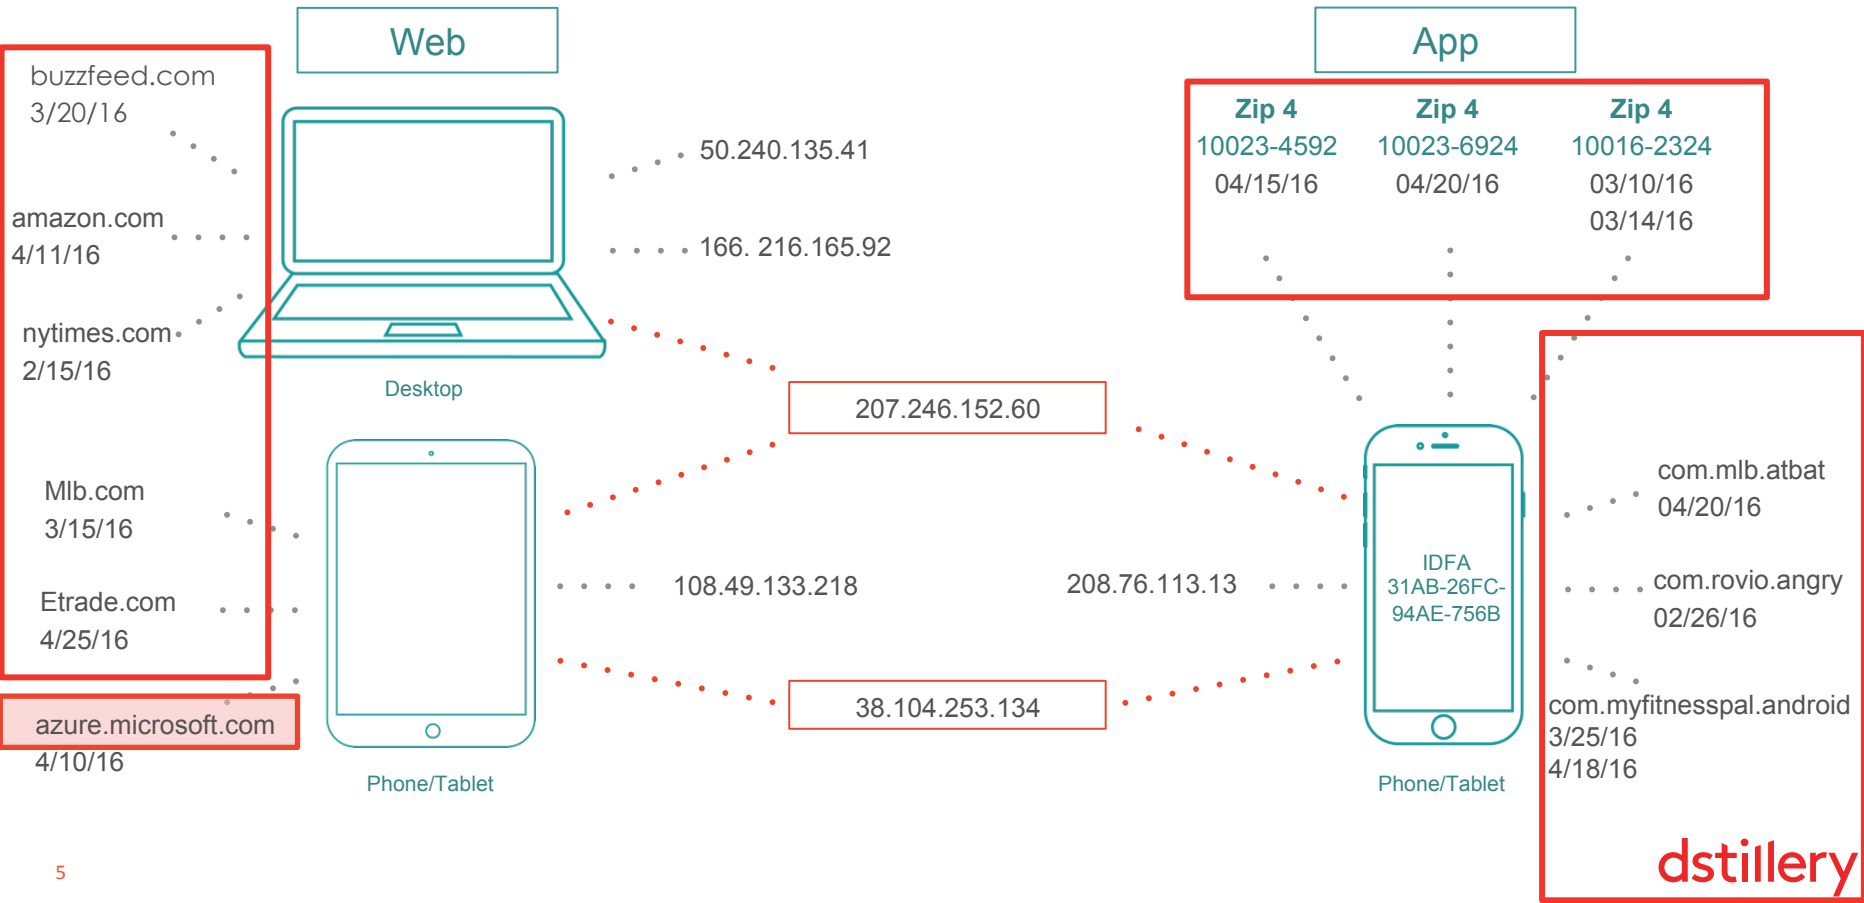 Web
App
buzzfeed.com
3/20/16
amazon.com
4/11/16
nytimes.com
2/15/16
Desktop
50.240.135.41
166. 216.165.92
207.246.152.60
Zip 4
10023-4592
04/15/16
Zip 4
10023-6924
04/20/16
Zip 4
10016-2324
03/10/16
03/14/16
Mlb.com
3/15/16
Etrade.com
4/25/16
azure.microsoft.com
4/10/16
Phone/Tablet
108.49.133.218
208.76.113.13
38.104.253.134
IDFA
31AB-26FC-
94AE-756B
Phone/Tablet
com.mlb.atbat
04/20/16
com.rovio.angry
02/26/16
com.myfitnesspal.android
3/25/16
4/18/16
5
dstillery